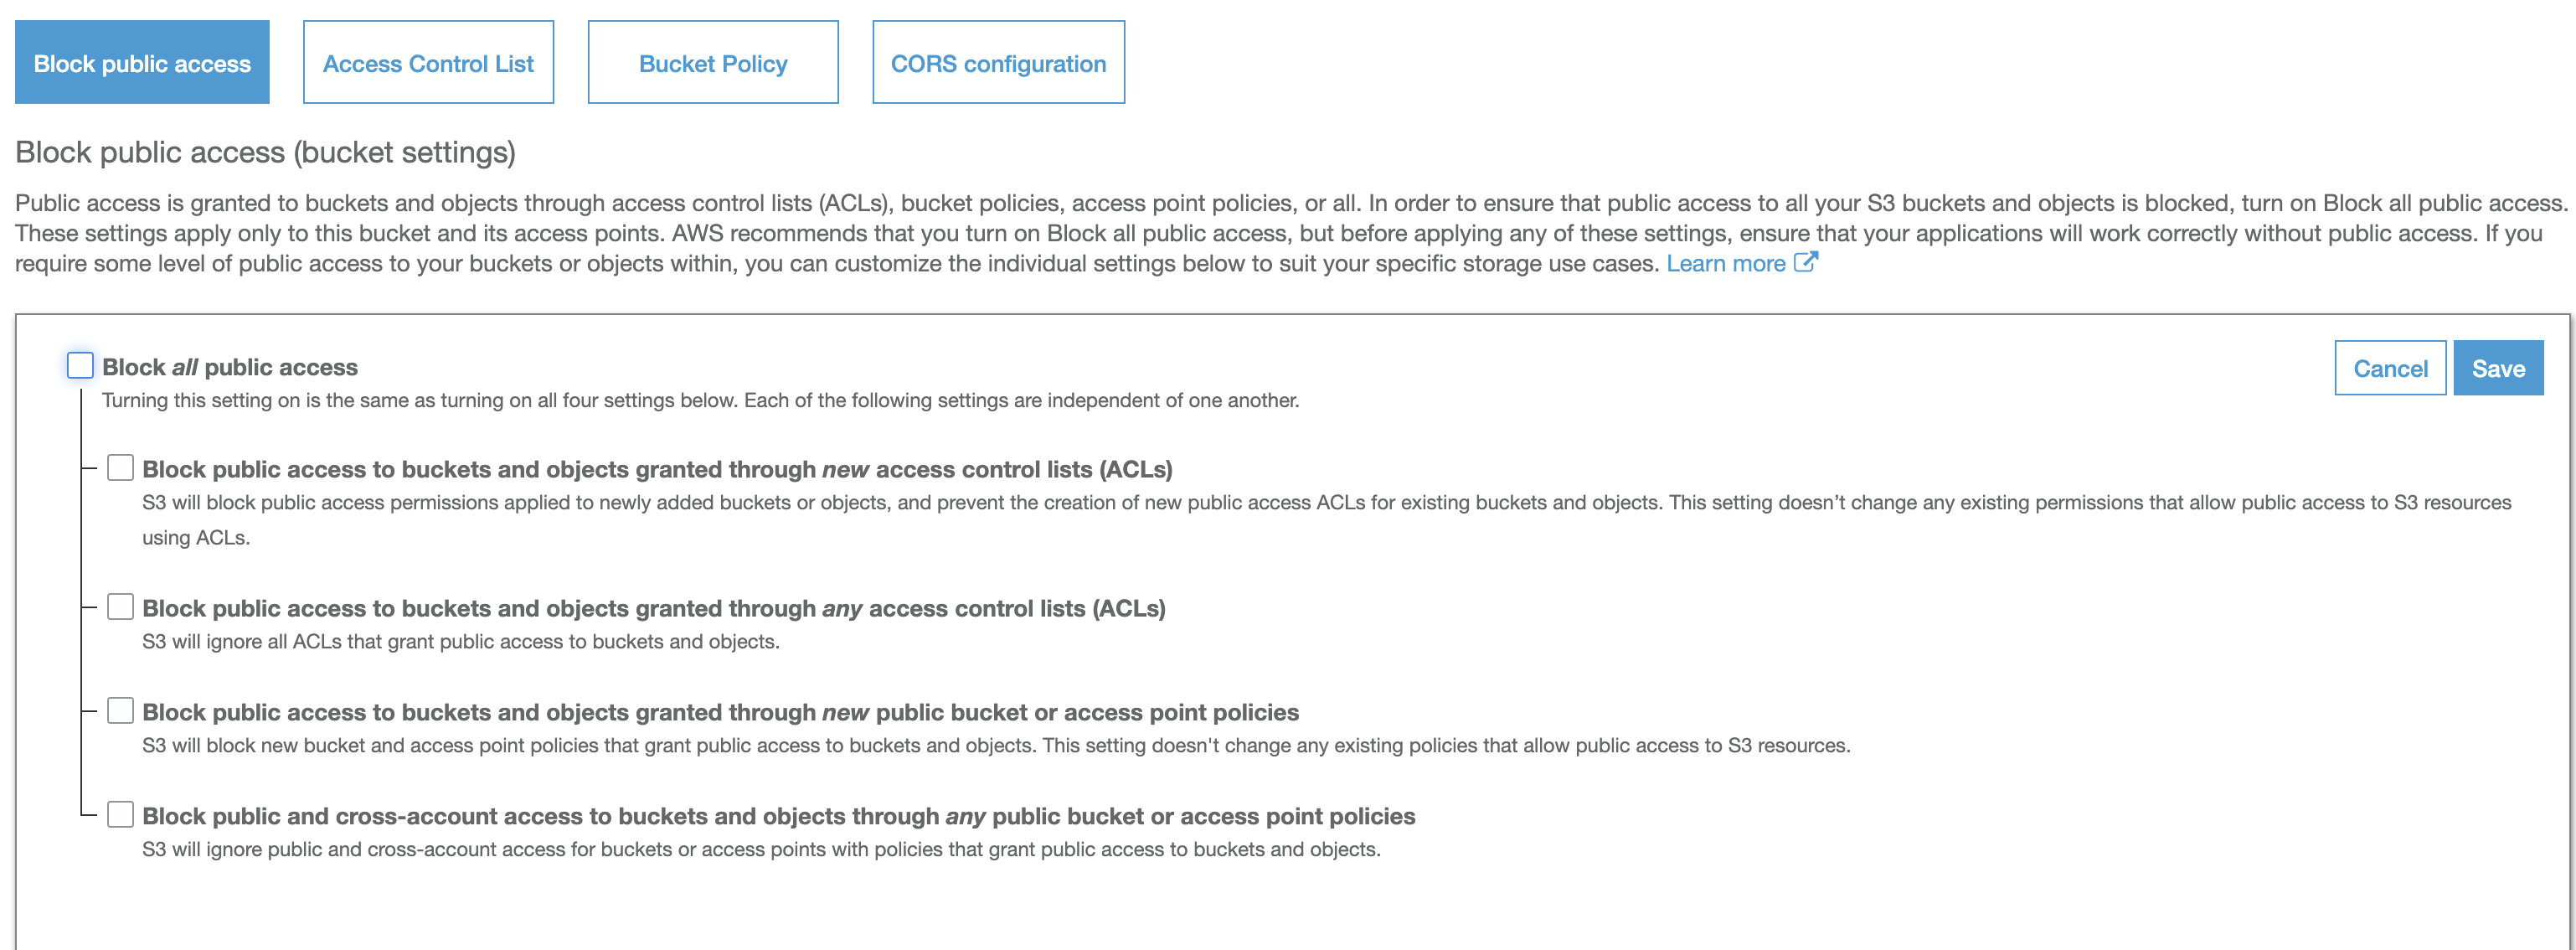 Block public access
Access Control List
Bucket Policy
CORS configuration
Block public access (bucket settings)
Public access is granted to buckets and objects through access control lists (ACLs), bucket policies, access point policies, or all. In order to ensure that public access to all your S3 buckets and objects is blocked, turn on Block all public access.
These settings apply only to this bucket and its access points. AWS recommends that you turn on Block all public access, but before applying any of these settings, ensure that your applications will work correctly without public access. If you
require some level of public access to your buckets or objects within, you can customize the individual settings below to suit your specific storage use cases. Learn more
Block all public access
Cancel
Save
Turning this setting on is the same as turning on all four settings below. Each of the following settings are independent of one another.
Block public access to buckets and objects granted through new access control lists (ACLs)
S3 will block public access permissions applied to newly added buckets or objects, and prevent the creation of new public access ACLs for existing buckets and objects. This setting doesn’t change any existing permissions that allow public access to S3 resources
using ACLs.
Block public access to buckets and objects granted through any access control lists (ACLs)
S3 will ignore all ACLs that grant public access to buckets and objects.
Block public access to buckets and objects granted through new public bucket or access point policies
S3 will block new bucket and access point policies that grant public access to buckets and objects. This setting doesn't change any existing policies that allow public access to S3 resources.
Block public and cross-account access to buckets and objects through any public bucket or access point policies
S3 will ignore public and cross-account access for buckets or access points with policies that grant public access to buckets and objects.